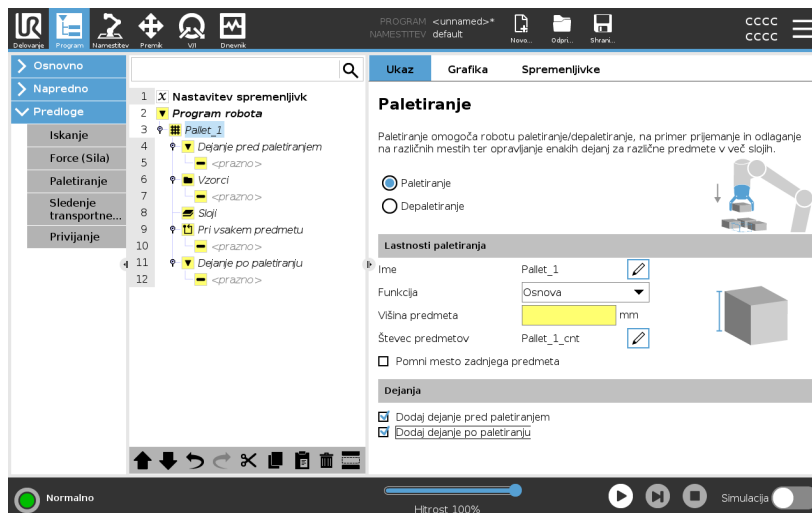 PROGRAM <unnamed>*
NAMESTITEV default
Delovanje Program Namestitev Premik V/I Dnevnik
Novo... Odpri... Shrani...
CCCC
CCCC
Osnovno
Napredno
Predloge
Iskanje
Force (Sila)
Paletiranje
Sledenje
transportne...
Privijanje
1 X Nastavitev spremenljivk
2 Program robota
3 Pallet_1
4 Dejanje pred paletiranjem
5 <prazno>
6 Vzorci
7 <prazno>
8 Sloji
9 Pri vsakem predmetu
10 <prazno>
11 Dejanje po paletiranju
12 <prazno>
Ukaz Grafika Spremenljivke
Paletiranje
Paletiranje omogoča robotu paletiranje/depaletiranje, na primer prijemanje in odlaganje
na različnih mestih ter opravljanje enakih dejanj za različne predmete v več slojih.
Paletiranje
Depaletiranje
Lastnosti paletiranja
Ime Pallet_1
Funkcija Osnova
Višina predmeta mm
Števec predmetov Pallet_1_cnt
Pomni mesto zadnjega predmeta
Dejanja
Dodaj dejanje pred paletiranjem
Dodaj dejanje po paletiranju
Normalno
Hitrost 100%
Simulacija